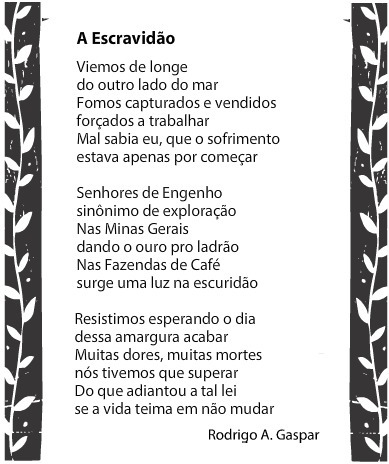 A Escravidão
Viemos de longe
do outro lado do mar
Fomos capturados e vendidos
forçados a trabalhar
Mal sabia eu, que o sofrimento
estava apenas por começar
Senhores de Engenho
sinônimo de exploração
Nas Minas Gerais
dando o ouro pro ladrão
Nas Fazendas de Café
surge uma luz na escuridão
Resistimos esperando o dia
dessa amargura acabar
Muitas dores, muitas mortes
nós tivemos que superar
Do que adiantou a tal lei
se a vida teima em não mudar
Rodrigo A. Gaspar